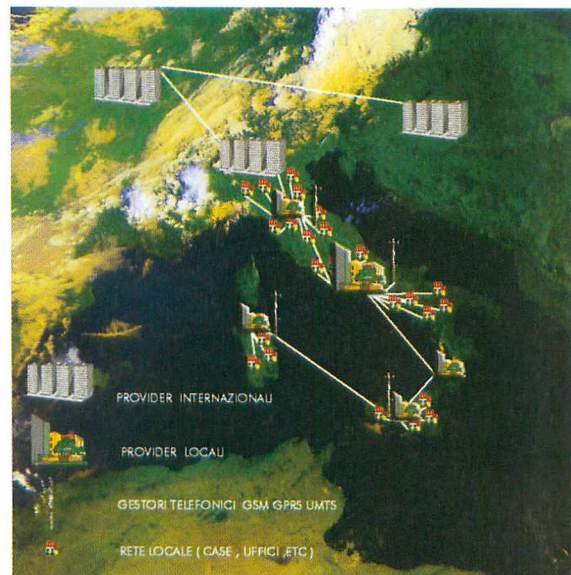 PROVIDER INTERNAZIONALI
PROVIDER LOCALI
GESTORI TELEFONICI GSM GPRS UMTS
RETE LOCALE ( CASE , UFFICI ,ETC )